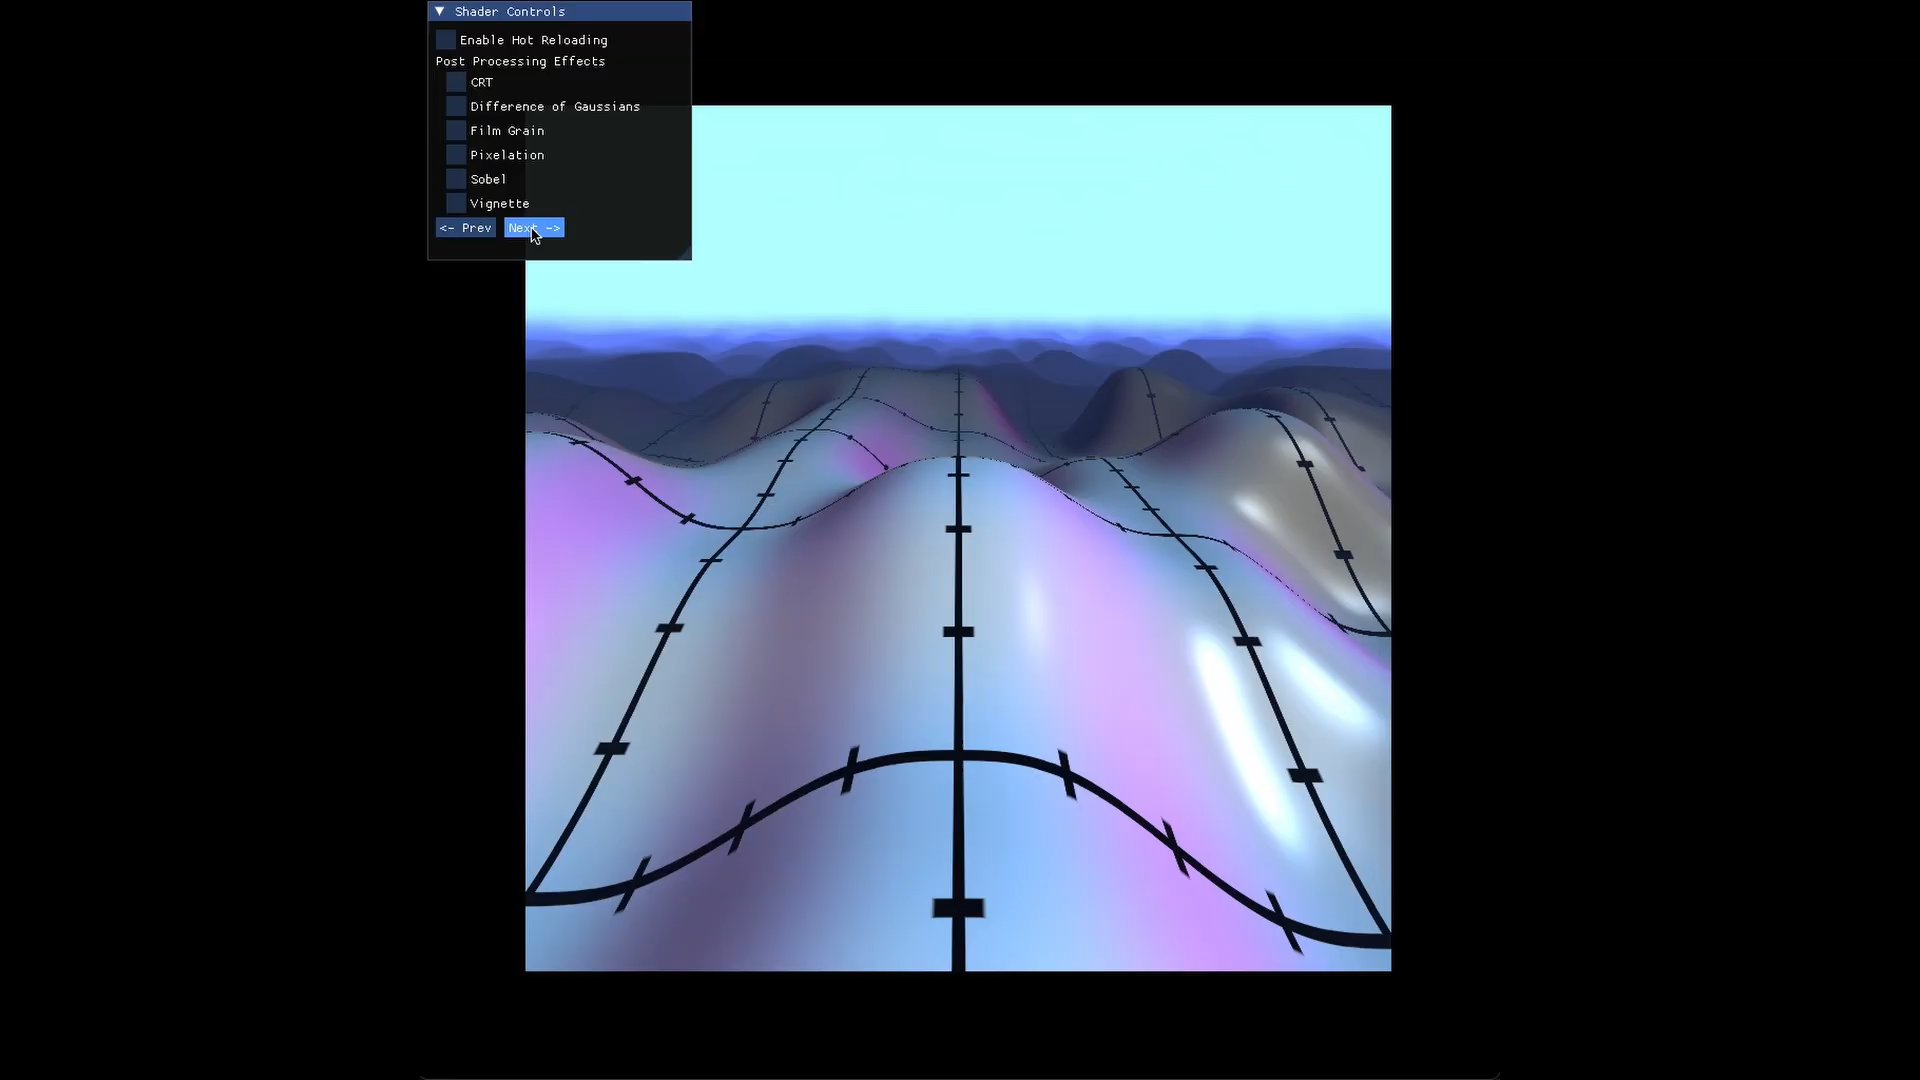 ▼ Shader Controls
Enable Hot Reloading
Post Processing Effects
CRT
Difference of Gaussians
Film Grain
Pixelation
Sobel
Vignette
<- Prev Next ->